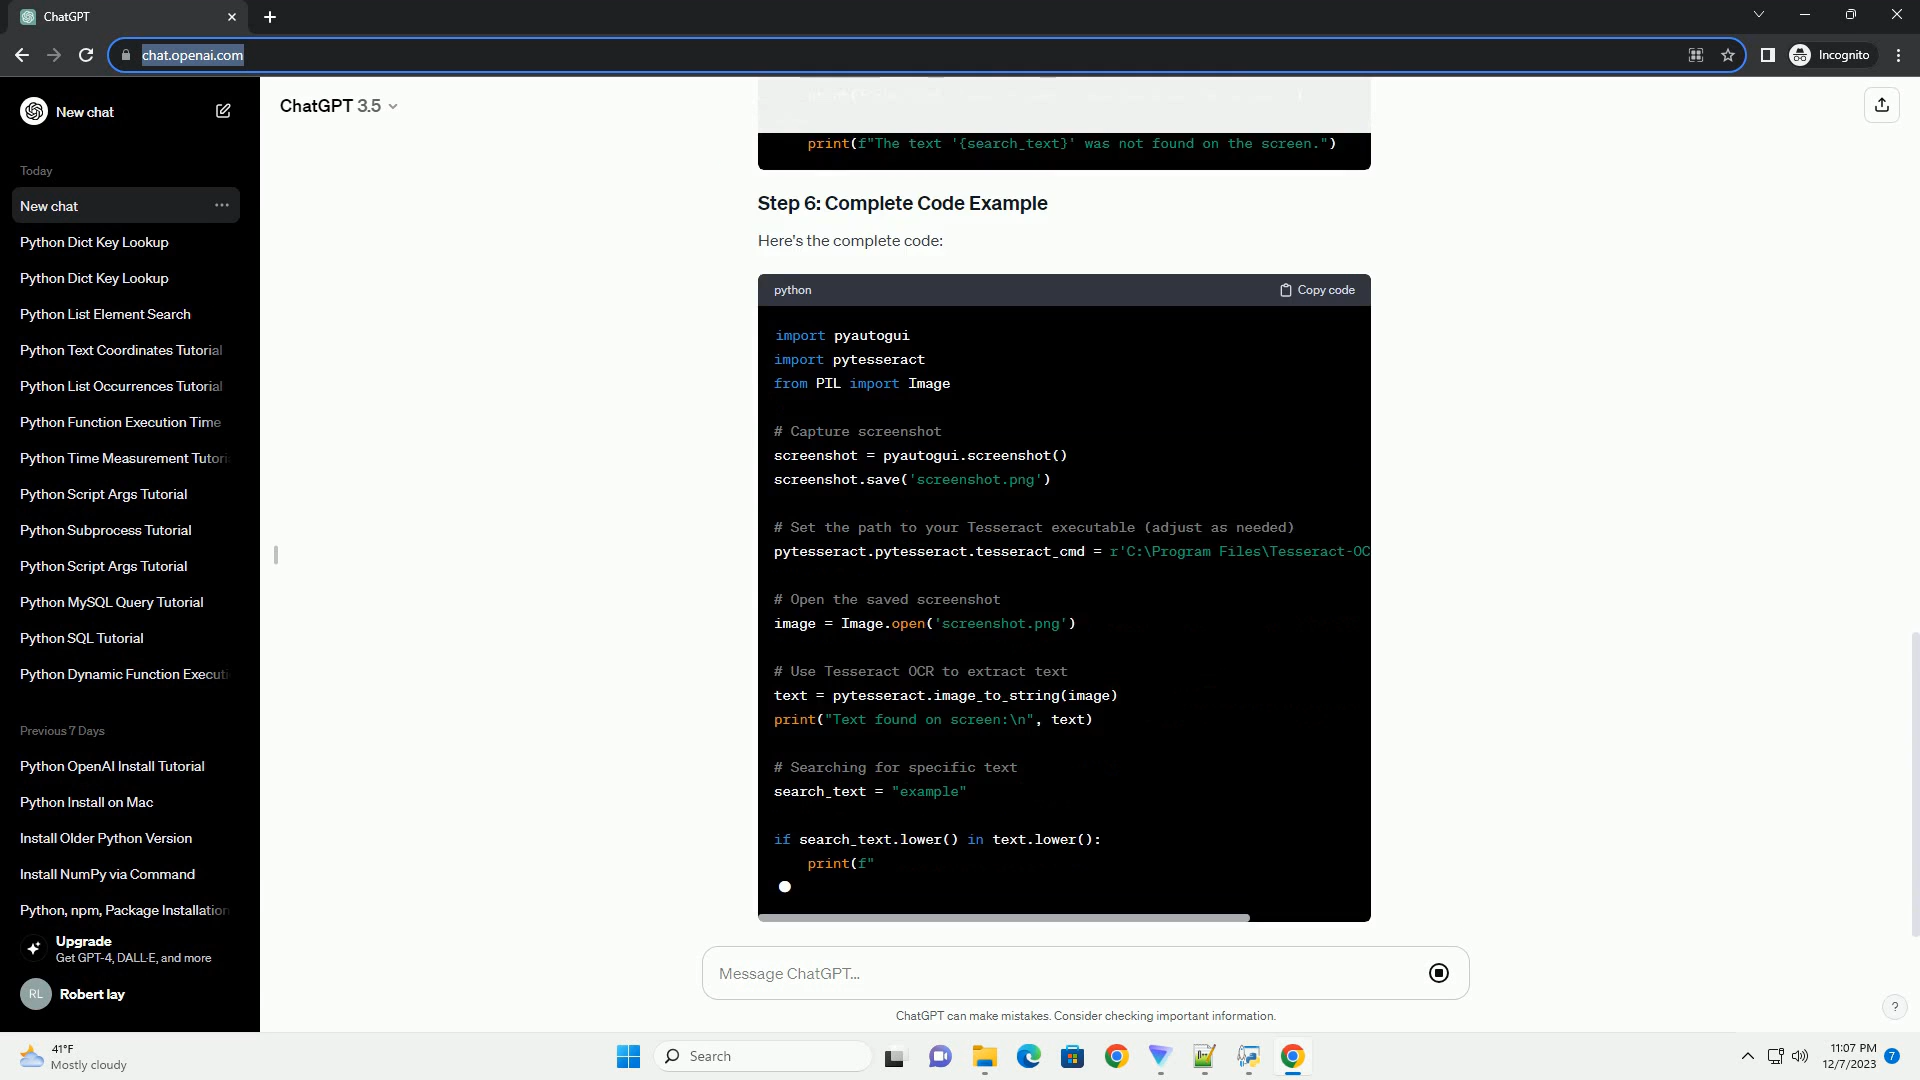 ChatGPT
chat.openai.com
Incognito
New chat
ChatGPT 3.5
Today
New chat
Python Dict Key Lookup
Python Dict Key Lookup
Python List Element Search
Python Text Coordinates Tutorial
Python List Occurrences Tutorial
Python Function Execution Time
Python Time Measurement Tutori
Python Script Args Tutorial
Python Subprocess Tutorial
Python Script Args Tutorial
Python MySQL Query Tutorial
Python SQL Tutorial
Python Dynamic Function Executi
Previous 7 Days
Python OpenAI Install Tutorial
Python Install on Mac
Install Older Python Version
Install NumPy via Command
Python, npm, Package Installation
Upgrade
Get GPT-4, DALL·E, and more
RL
Robert lay
print(f"The text '{search_text}' was not found on the screen.")
Step 6: Complete Code Example
Here's the complete code:
python
Copy code
import pyautogui
import pytesseract
from PIL import Image
# Capture screenshot
screenshot = pyautogui.screenshot()
screenshot.save('screenshot.png')
# Set the path to your Tesseract executable (adjust as needed)
pytesseract.pytesseract.tesseract_cmd = r'C:\Program Files\Tesseract-OC
# Open the saved screenshot
image = Image.open('screenshot.png')
# Use Tesseract OCR to extract text
text = pytesseract.image_to_string(image)
print("Text found on screen:\n", text)
# Searching for specific text
search_text = "example"
if search_text.lower() in text.lower():
print(f"
Message ChatGPT...
ChatGPT can make mistakes. Consider checking important information.
?
41°F
Mostly cloudy
Search
11:07 PM
12/7/2023
7